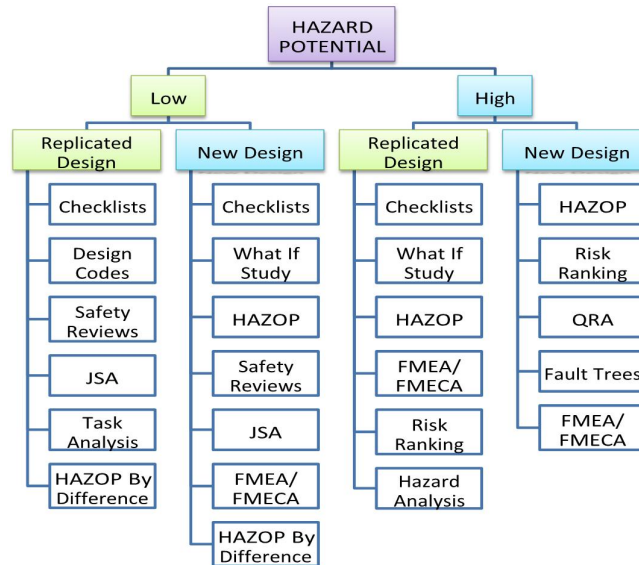 HAZARD
POTENTIAL
Low
High
Replicated
Design
New Design
Replicated
Design
New Design
Checklists
Design
Codes
Safety
Reviews
JSA
Task
Analysis
HAZOP By
Difference
Checklists
What If
Study
HAZOP
Safety
Reviews
JSA
FMEA/
FMECA
HAZOP By
Difference
Checklists
What If
Study
HAZOP
FMEA/
FMECA
Risk
Ranking
Hazard
Analysis
HAZOP
Risk
Ranking
QRA
Fault Trees
FMEA/
FMECA